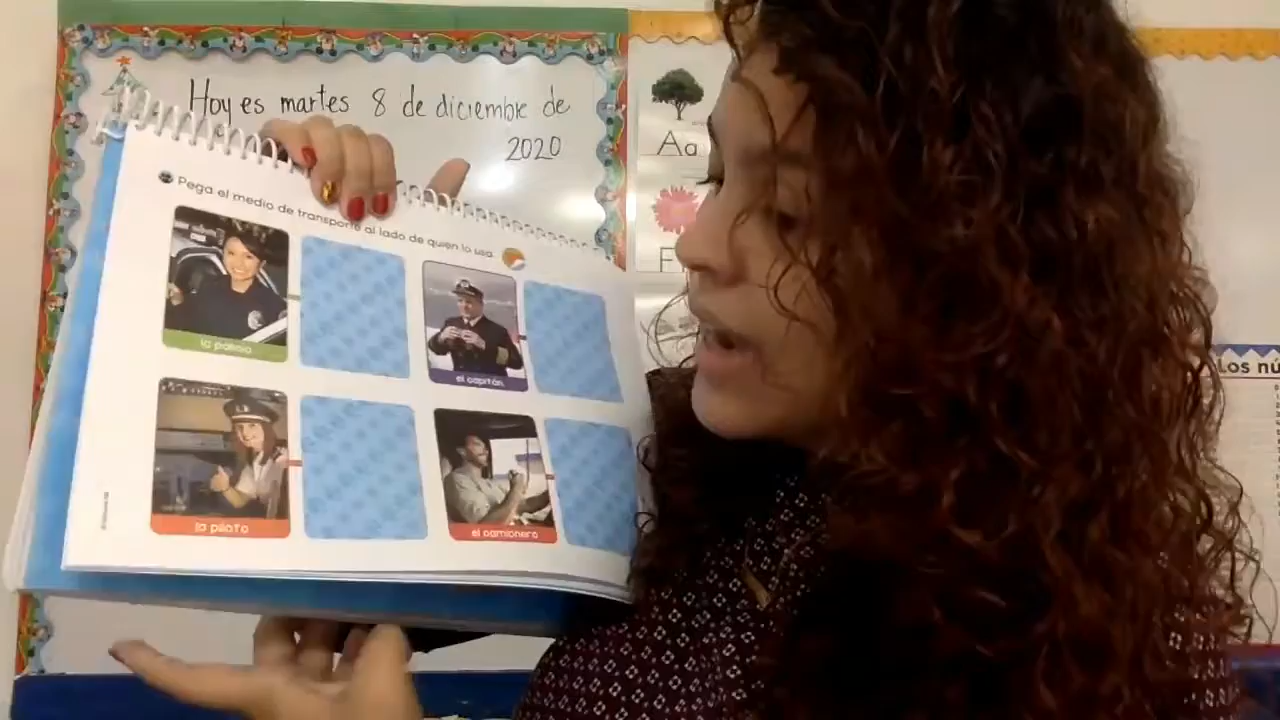 Hoy es martes 8 de diciembre de
2020
Pega el medio de transporte al lado de quien lo usa.
la policía
el capitán
la piloto
el camionero
Aa
F
Los nú